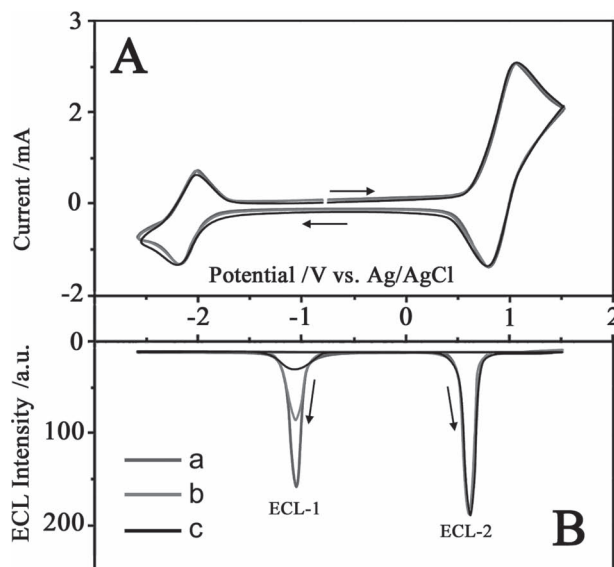 A
3
2
0
-2
Current /mA
Potential /V vs. Ag/AgCl
-2 -1 0 1 2
0
100
200
ECL Intensity /a.u.
a
b
c
ECL-1
ECL-2
B